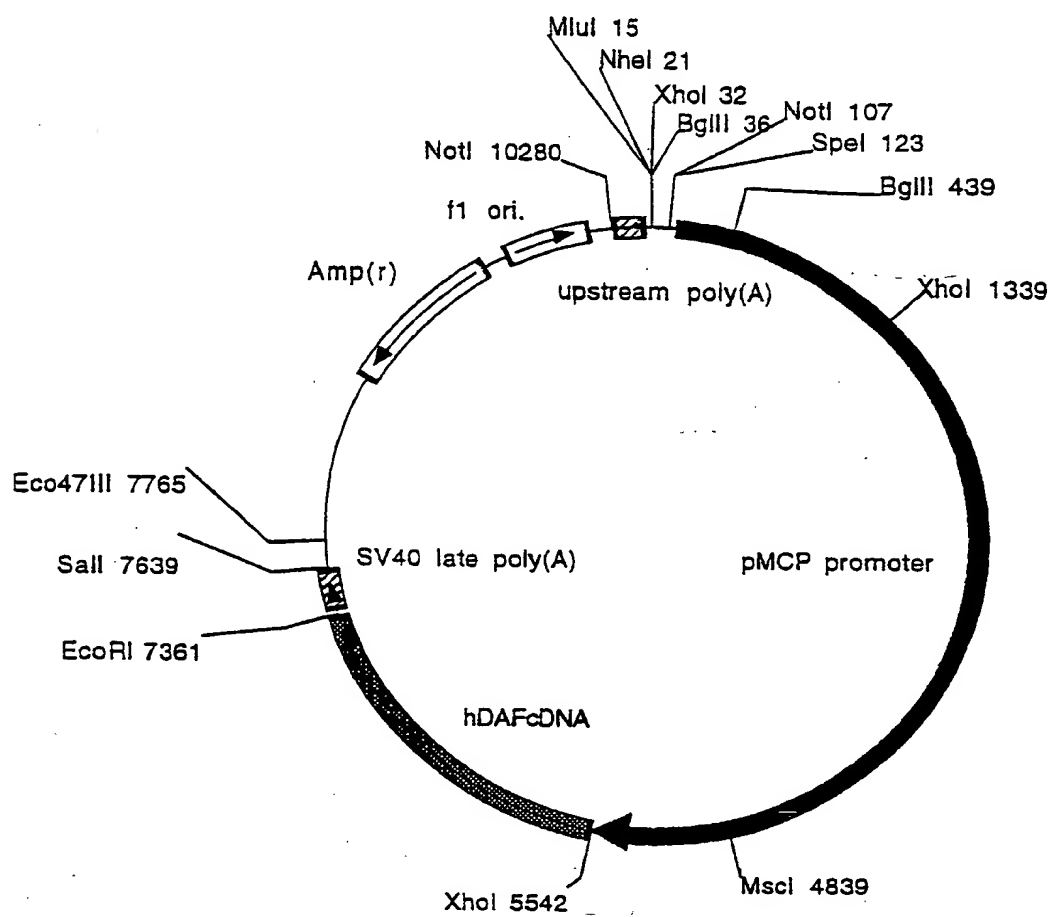 MluI 15
NheI 21
XhoI 32
BglII 36
NotI 107
NotI 10280
SpeI 123
BglII 439
f1 ori.
Amp(r)
upstream poly(A)
XhoI 1339
Eco47III 7765
SV40 late poly(A)
pMCP promoter
SalI 7639
EcoRI 7361
hDAFcDNA
MscI 4839
XhoI 5542